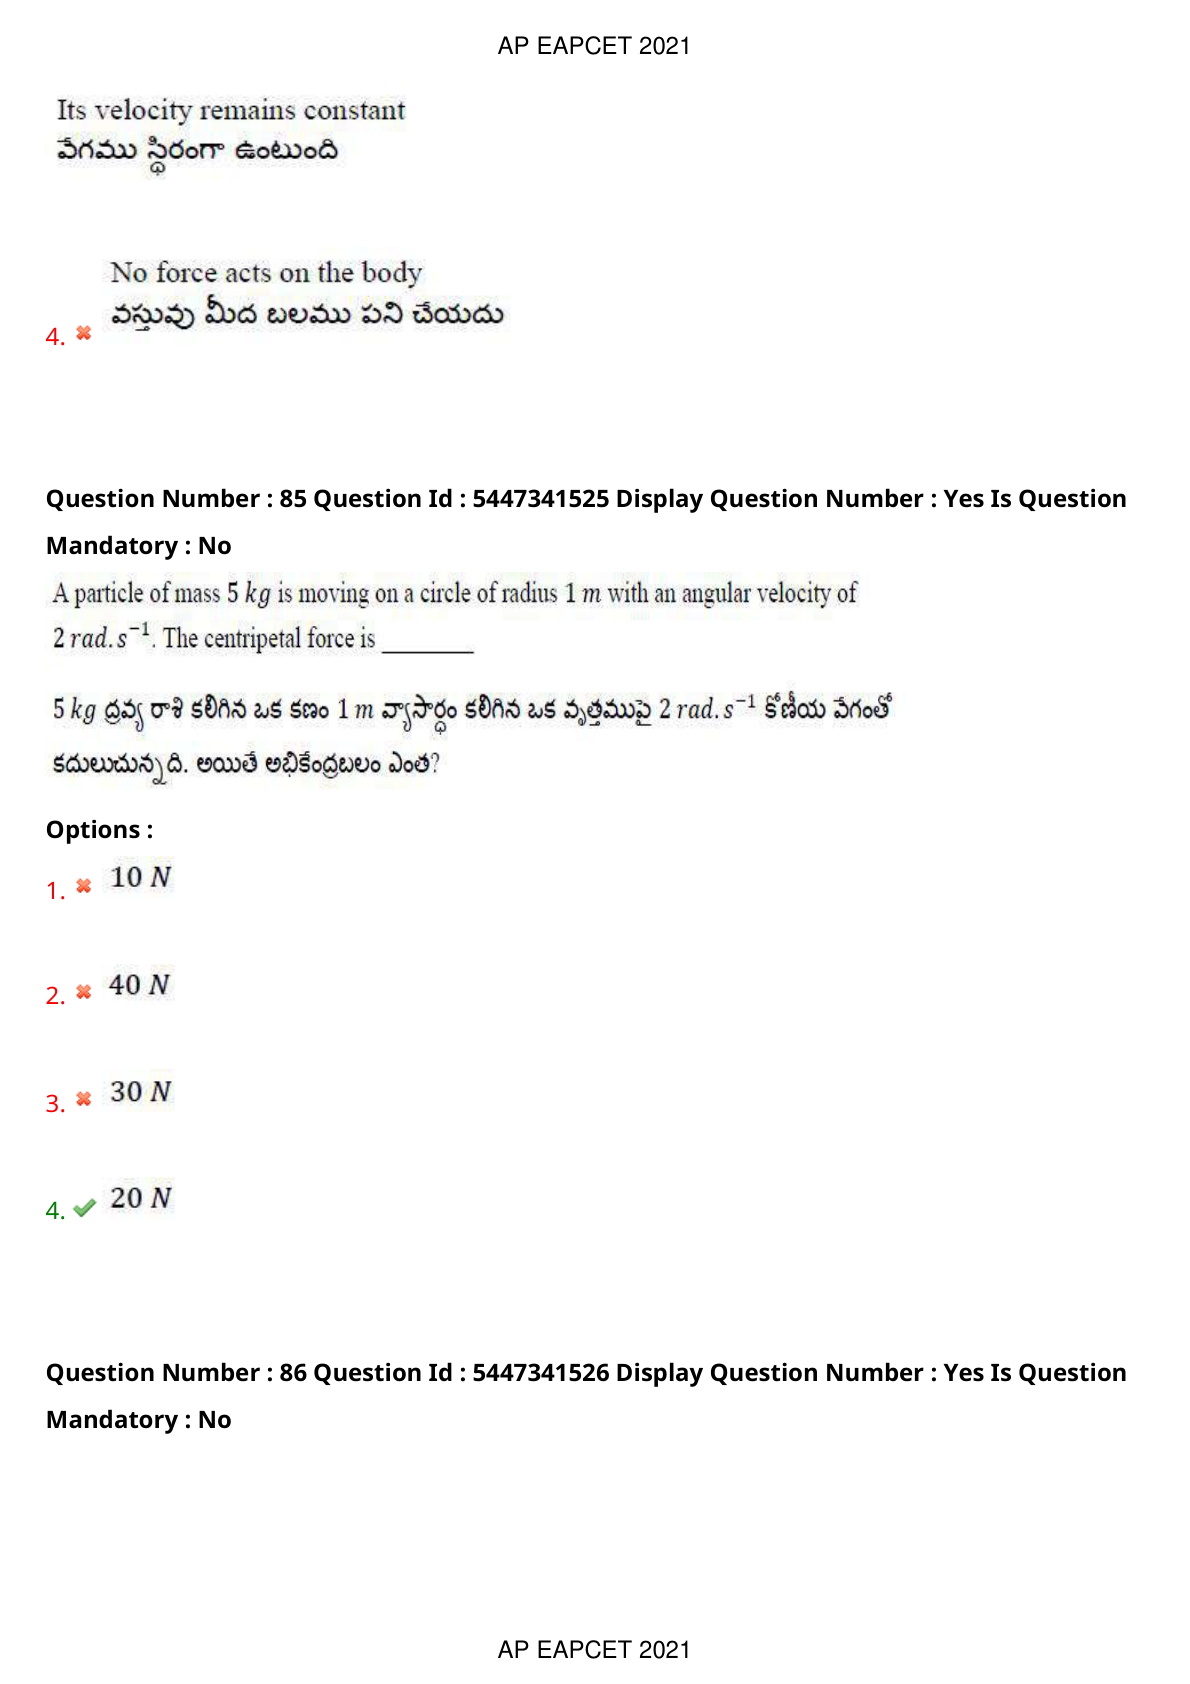 AP EAPCET 2021
Its velocity remains constant
వేగము స్థిరంగా ఉంటుంది
No force acts on the body
4. వస్తువు మీద బలము పని చేయదు
Question Number : 85 Question Id : 5447341525 Display Question Number : Yes Is Question
Mandatory : No
A particle of mass 5 kg is moving on a circle of radius 1 m with an angular velocity of
2 rad.s⁻¹. The centripetal force is ________
5 kg ద్రవ్య రాశి కలిగిన ఒక కణం 1 m వ్యాసార్ధం కలిగిన ఒక వృత్తముపై 2 rad.s⁻¹ కోణీయ వేగంతో
కదులుచున్నది. అయితే అభికేంద్రబలం ఎంత?
Options :
1. 10 N
2. 40 N
3. 30 N
4. 20 N
Question Number : 86 Question Id : 5447341526 Display Question Number : Yes Is Question
Mandatory : No
AP EAPCET 2021